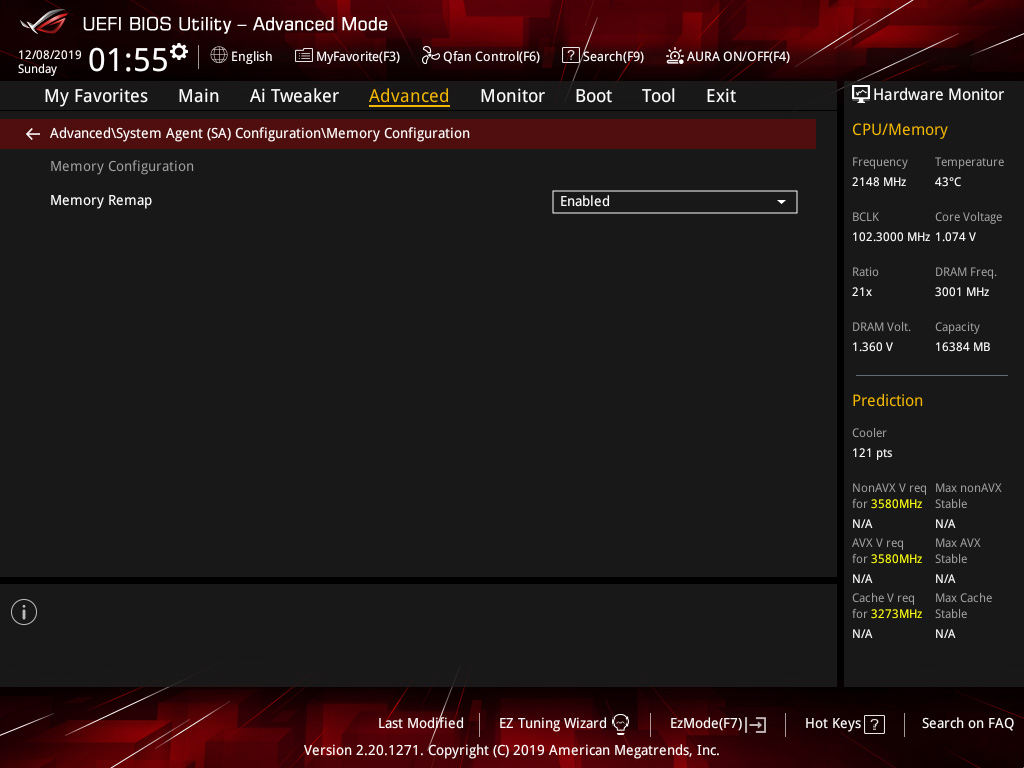 UEFI BIOS Utility – Advanced Mode
12/08/2019
Sunday
01:55
English
MyFavorite(F3)
Qfan Control(F6)
? Search(F9)
AURA ON/OFF(F4)
My Favorites Main Ai Tweaker Advanced Monitor Boot Tool Exit
Advanced\System Agent (SA) Configuration\Memory Configuration
Memory Configuration
Memory Remap Enabled
Hardware Monitor
CPU/Memory
Frequency Temperature
2148 MHz 43°C
BCLK Core Voltage
102.3000 MHz 1.074 V
Ratio DRAM Freq.
21x 3001 MHz
DRAM Volt. Capacity
1.360 V 16384 MB
Prediction
Cooler
121 pts
NonAVX V req Max nonAVX
for 3580MHz Stable
N/A N/A
AVX V req Max AVX
for 3580MHz Stable
N/A N/A
Cache V req Max Cache
for 3273MHz Stable
N/A N/A
i
Last Modified EZ Tuning Wizard EzMode(F7) Hot Keys ? Search on FAQ
Version 2.20.1271. Copyright (C) 2019 American Megatrends, Inc.